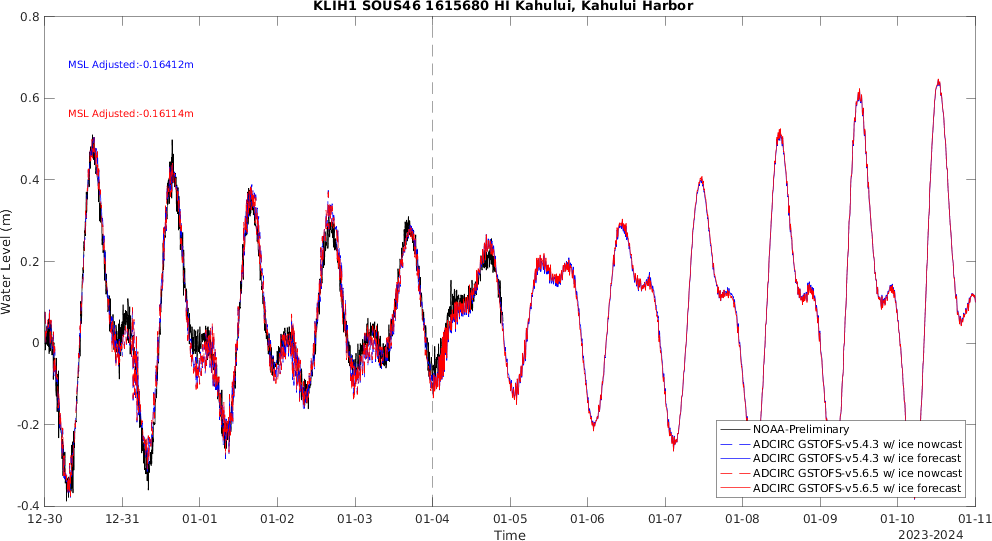 KLIH1 SOUS46 1615680 HI Kahului, Kahului Harbor
0.8
0.6
0.4
0.2
0
-0.2
-0.4
Water Level (m)
MSL Adjusted:-0.16412m
MSL Adjusted:-0.16114m
NOAA-Preliminary
ADCIRC GSTOFS-v5.4.3 w/ ice nowcast
ADCIRC GSTOFS-v5.4.3 w/ ice forecast
ADCIRC GSTOFS-v5.6.5 w/ ice nowcast
ADCIRC GSTOFS-v5.6.5 w/ ice forecast
12-30 12-31 01-01 01-02 01-03 01-04 01-05 01-06 01-07 01-08 01-09 01-10 01-11
Time
2023-2024